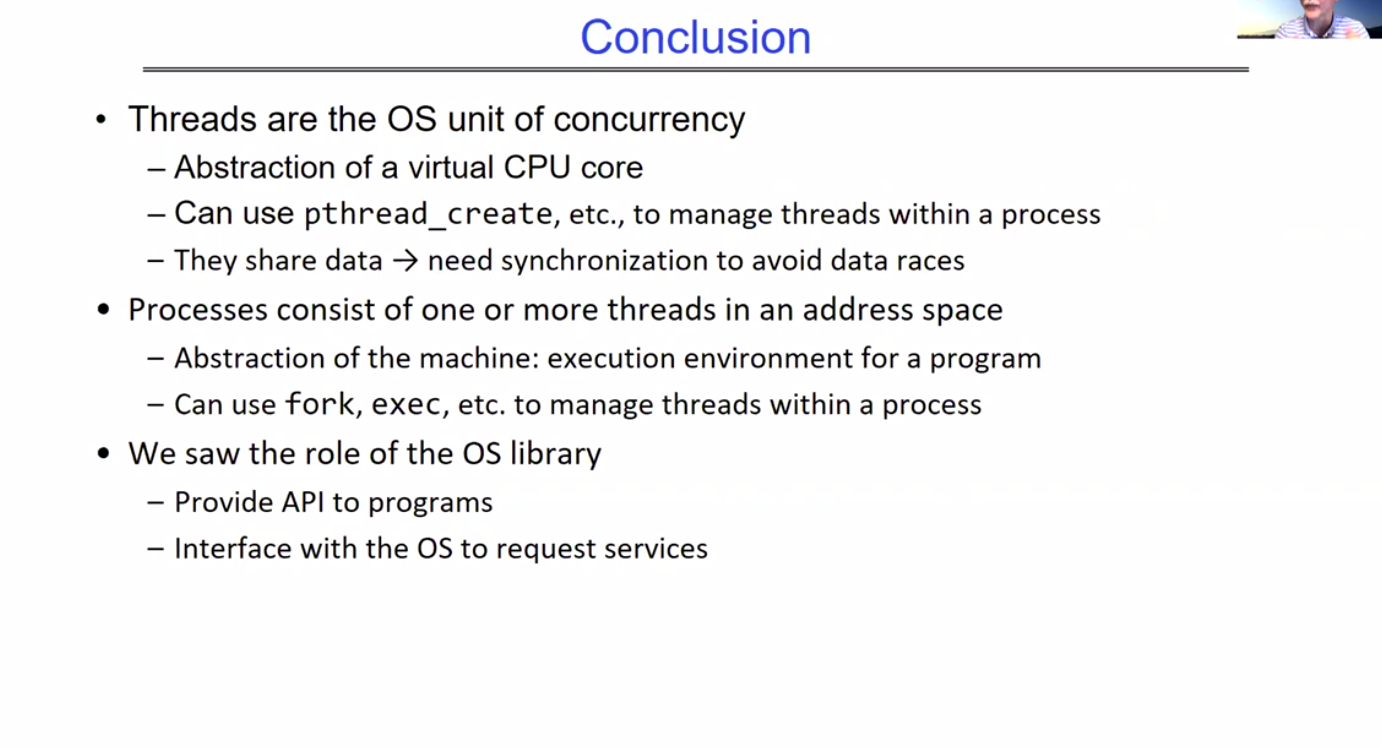 Conclusion
• Threads are the OS unit of concurrency
– Abstraction of a virtual CPU core
– Can use pthread_create, etc., to manage threads within a process
– They share data → need synchronization to avoid data races
• Processes consist of one or more threads in an address space
– Abstraction of the machine: execution environment for a program
– Can use fork, exec, etc. to manage threads within a process
• We saw the role of the OS library
– Provide API to programs
– Interface with the OS to request services